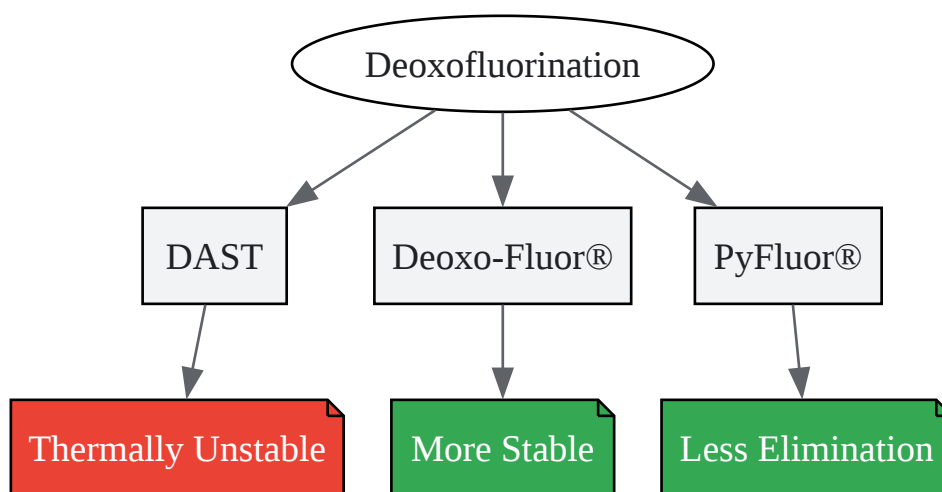 Deoxofluorination
DAST
Deoxo-Fluor®
PyFluor®
Thermally Unstable
More Stable
Less Elimination